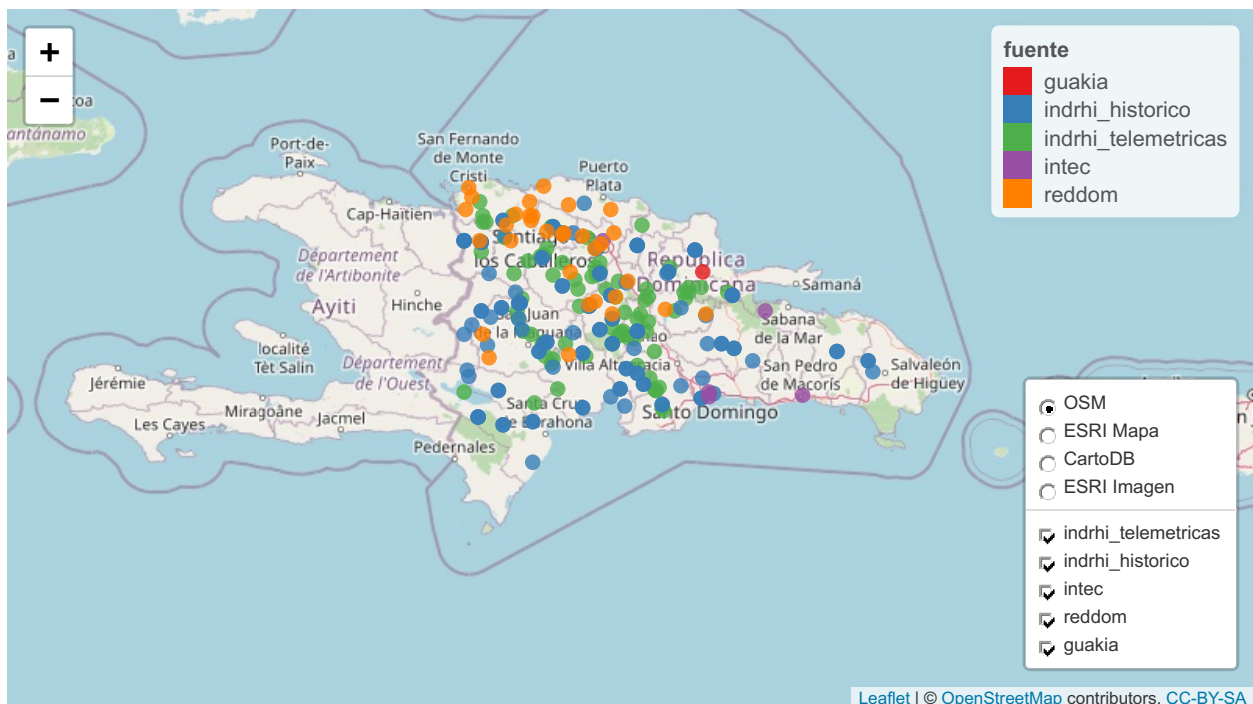 +
−
fuente
guakia
indrhi_historico
indrhi_telemetricas
intec
reddom
antánamo
Port-de-
Paix
San Fernando
de Monte
Cristi
Puerto
Plata
Cap-Haïtien
Santiago de
los Caballeros
República
Dominicana
Département
de l'Artibonite
Ayiti
Hinche
Samaná
Sabana
de la Mar
San Juan
de la Maguana
localité
Tèt Salin
Département
de l'Ouest
Villa Altagracia
San Pedro
de Macorís
Salvaleón
de Higüey
Jérémie
Miragoâne
Les Cayes
Jacmel
Santa Cruz
de Barahona
Santo Domingo
Pedernales
OSM
ESRI Mapa
CartoDB
ESRI Imagen
indrhi_telemetricas
indrhi_historico
intec
reddom
guakia
Leaflet | © OpenStreetMap contributors, CC-BY-SA